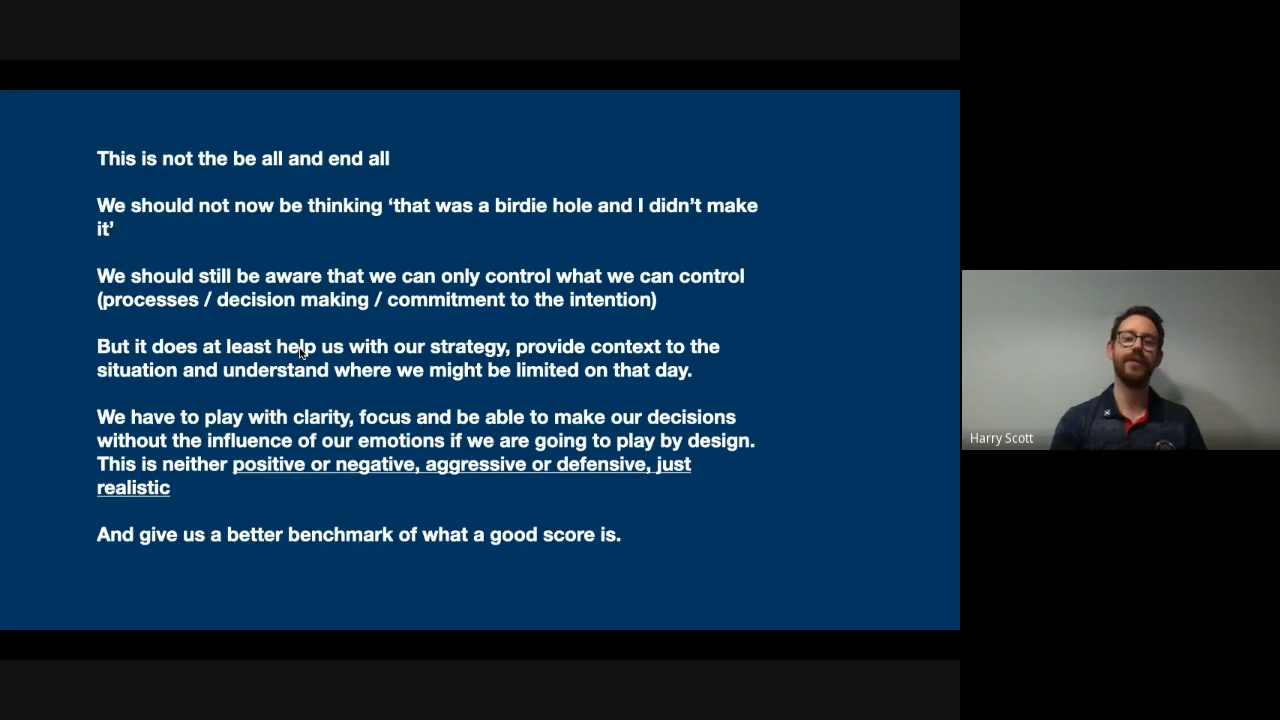 This is not the be all and end all
We should not now be thinking ‘that was a birdie hole and I didn’t make
it’
We should still be aware that we can only control what we can control
(processes / decision making / commitment to the intention)
But it does at least help us with our strategy, provide context to the
situation and understand where we might be limited on that day.
We have to play with clarity, focus and be able to make our decisions
without the influence of our emotions if we are going to play by design.
This is neither positive or negative, aggressive or defensive, just
realistic
And give us a better benchmark of what a good score is.
Harry Scott